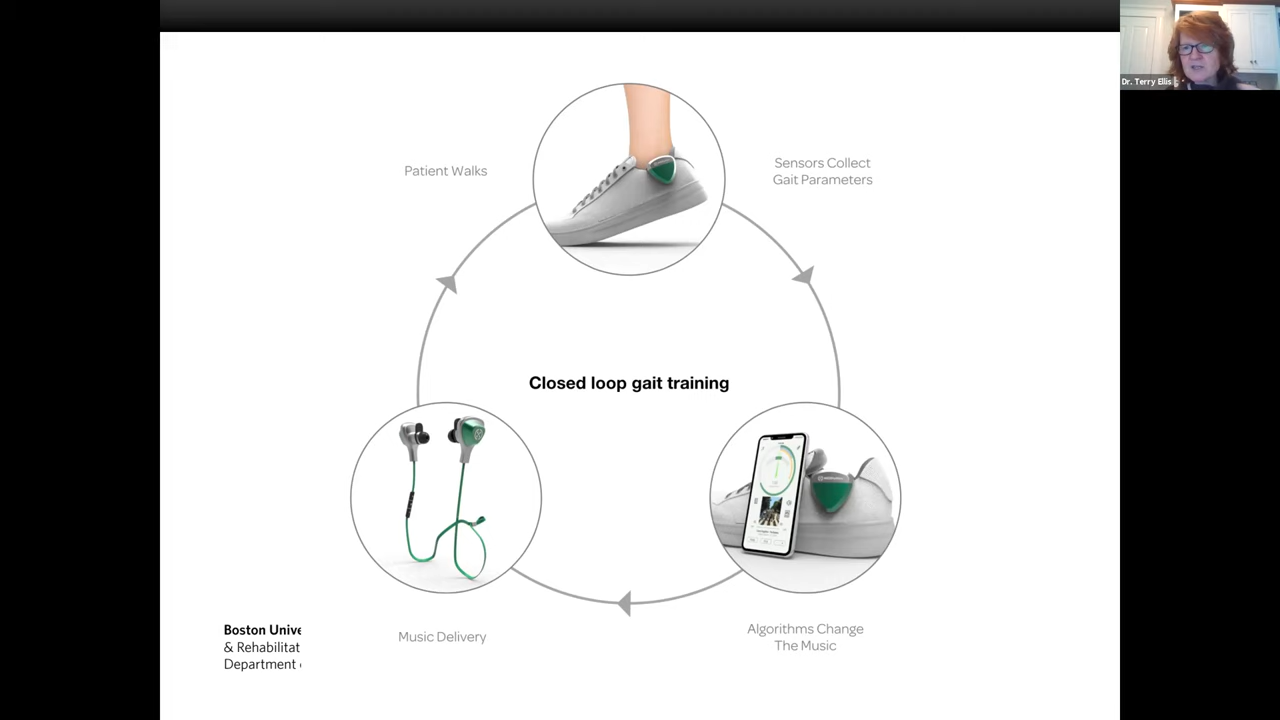 Dr. Terry Ellis
Patient Walks
Sensors Collect
Gait Parameters
Closed loop gait training
Music Delivery
Algorithms Change
The Music
Boston Unive
& Rehabilitat
Department